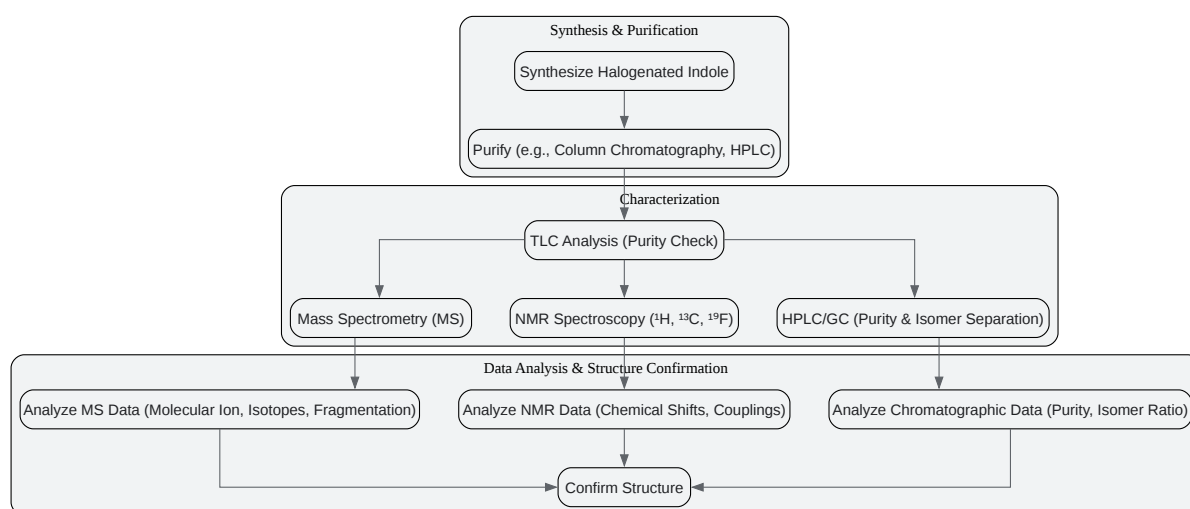 Synthesis & Purification
Synthesize Halogenated Indole
Purify (e.g., Column Chromatography, HPLC)
Characterization
TLC Analysis (Purity Check)
Mass Spectrometry (MS)
NMR Spectroscopy (¹H, ¹³C, ¹⁹F)
HPLC/GC (Purity & Isomer Separation)
Data Analysis & Structure Confirmation
Analyze MS Data (Molecular Ion, Isotopes, Fragmentation)
Analyze NMR Data (Chemical Shifts, Couplings)
Analyze Chromatographic Data (Purity, Isomer Ratio)
Confirm Structure